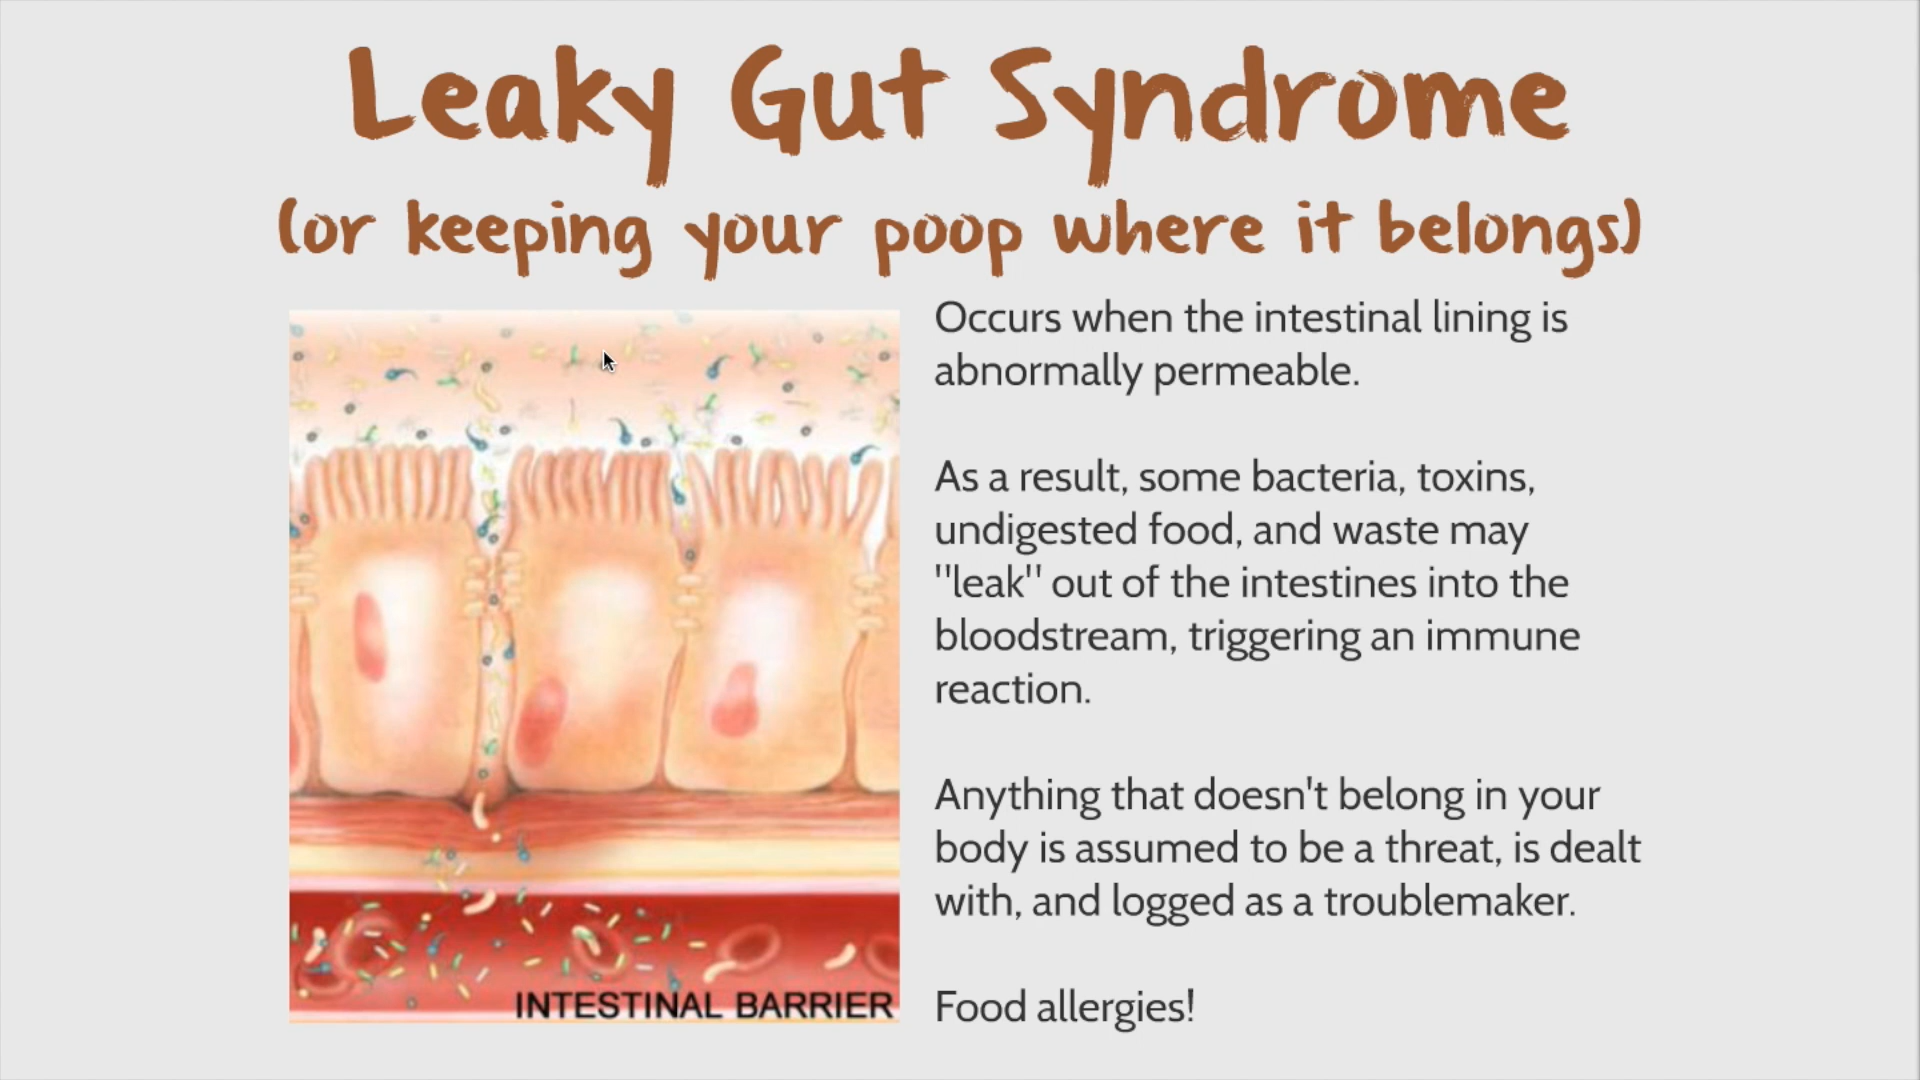 Leaky Gut Syndrome
(or keeping your poop where it belongs)
Occurs when the intestinal lining is
abnormally permeable.
As a result, some bacteria, toxins,
undigested food, and waste may
"leak" out of the intestines into the
bloodstream, triggering an immune
reaction.
Anything that doesn't belong in your
body is assumed to be a threat, is dealt
with, and logged as a troublemaker.
Food allergies!
INTESTINAL BARRIER